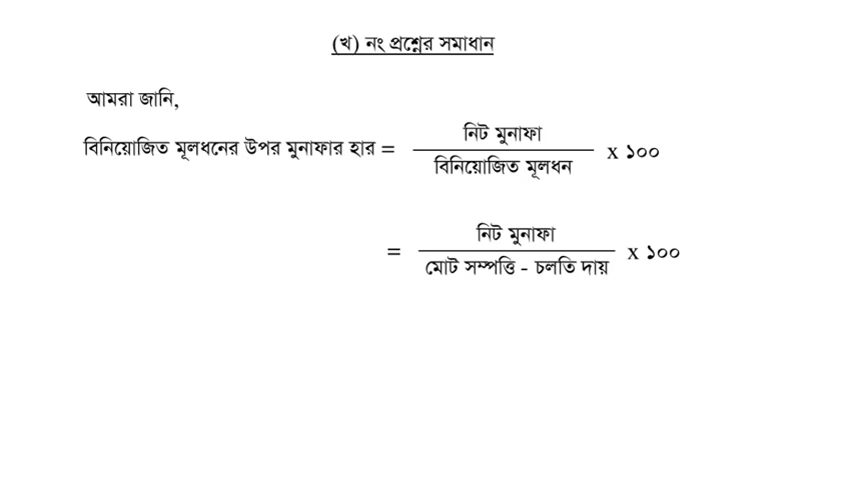 (খ) নং প্রশ্নের সমাধান
আমরা জানি,
বিনিয়োজিত মূলধনের উপর মুনাফার হার = নিট মুনাফা
বিনিয়োজিত মূলধন x ১০০
= নিট মুনাফা
মোট সম্পত্তি - চলতি দায় x ১০০